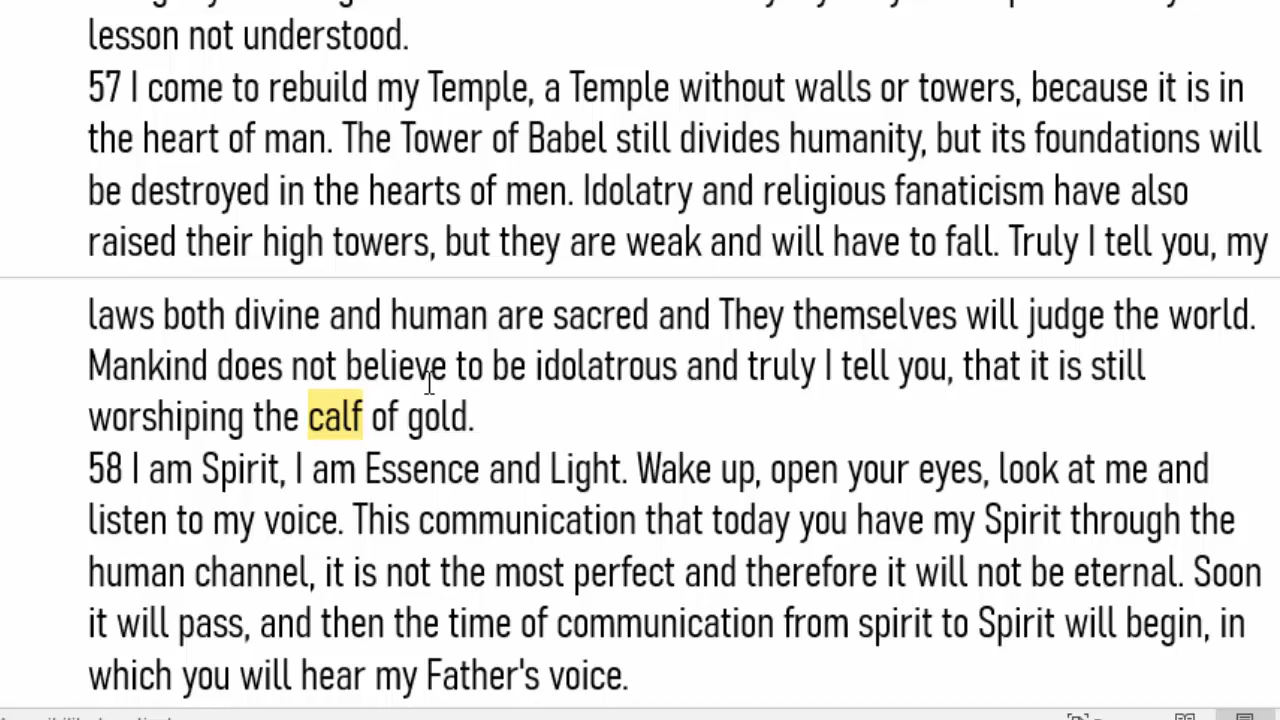 lesson not understood.
57 I come to rebuild my Temple, a Temple without walls or towers, because it is in
the heart of man. The Tower of Babel still divides humanity, but its foundations will
be destroyed in the hearts of men. Idolatry and religious fanaticism have also
raised their high towers, but they are weak and will have to fall. Truly I tell you, my
laws both divine and human are sacred and They themselves will judge the world.
Mankind does not believe to be idolatrous and truly I tell you, that it is still
worshiping the calf of gold.
58 I am Spirit, I am Essence and Light. Wake up, open your eyes, look at me and
listen to my voice. This communication that today you have my Spirit through the
human channel, it is not the most perfect and therefore it will not be eternal. Soon
it will pass, and then the time of communication from spirit to Spirit will begin, in
which you will hear my Father's voice.